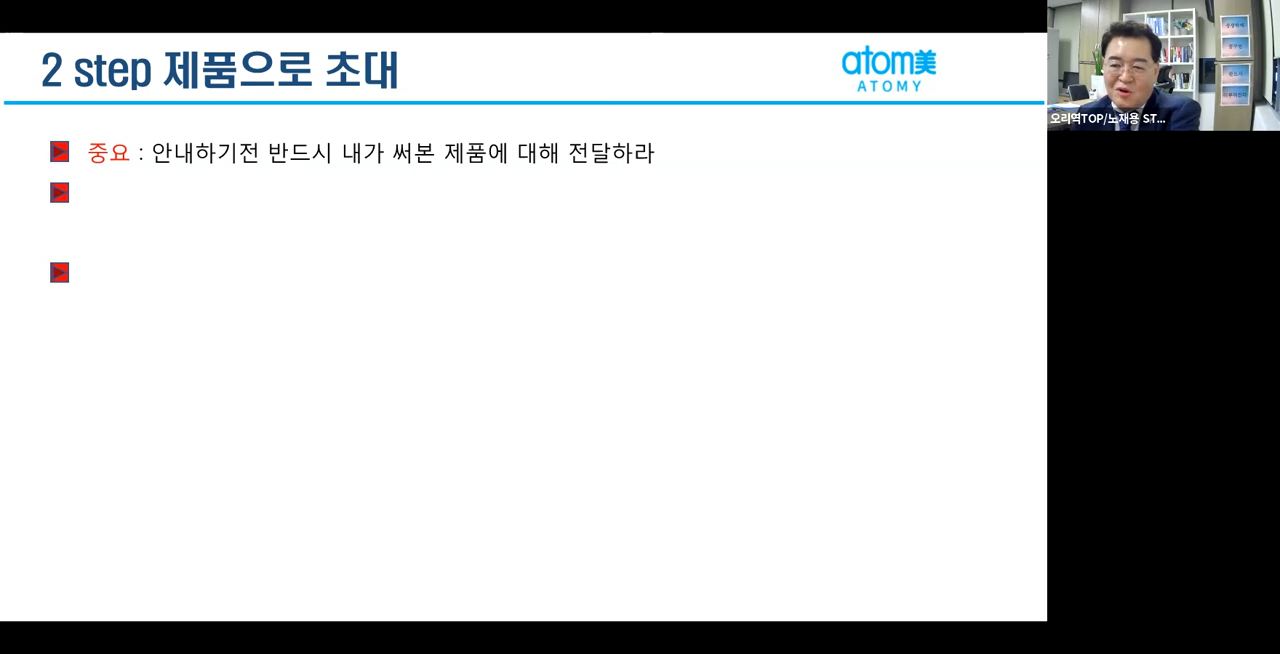 2 step 제품으로 초대
atom美
ATOMY
중요 : 안내하기전 반드시 내가 써본 제품에 대해 전달하라
오리역TOP/노재용 ST...